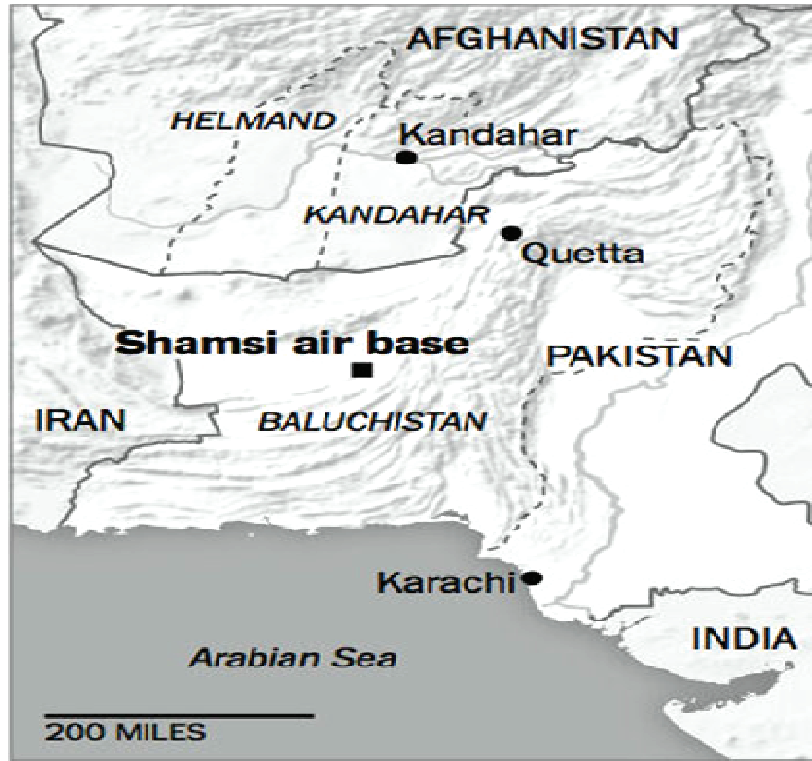 AFGHANISTAN
HELMAND
Kandahar
KANDAHAR
Quetta
Shamsi air base
PAKISTAN
IRAN
BALUCHISTAN
Karachi
INDIA
Arabian Sea
200 MILES